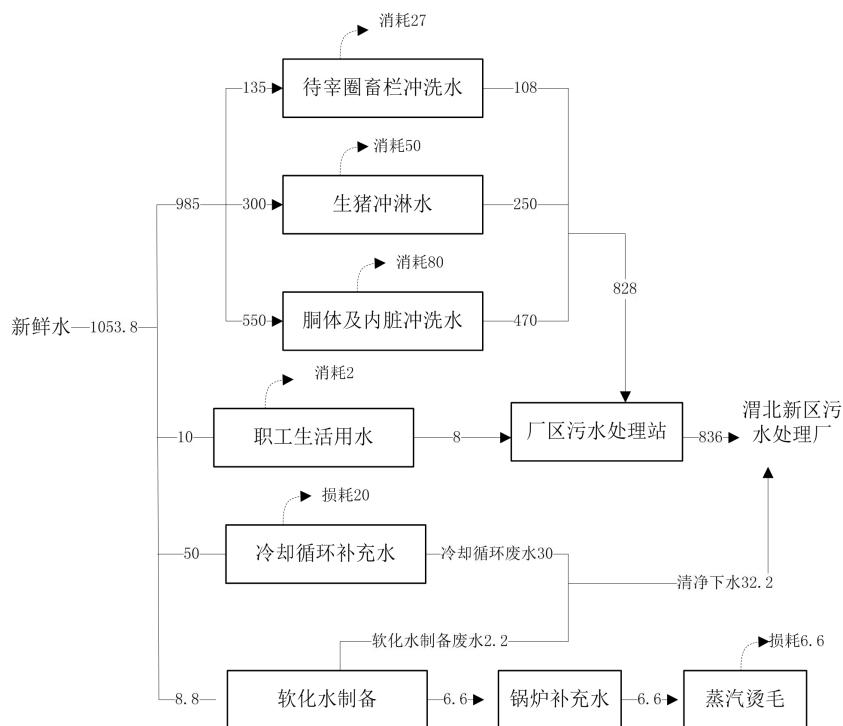 消耗27
135
待宰圈畜栏冲洗水
108
消耗50
985
300
生猪冲淋水
250
消耗80
828
新鲜水
1053.8
550
胴体及内脏冲洗水
470
消耗2
渭北新区污
水处理厂
10
职工生活用水
8
厂区污水处理站
836
损耗20
50
冷却循环补充水
冷却循环废水30
清净下水32.2
软化水制备废水2.2
损耗6.6
8.8
软化水制备
6.6
锅炉补充水
6.6
蒸汽烫毛